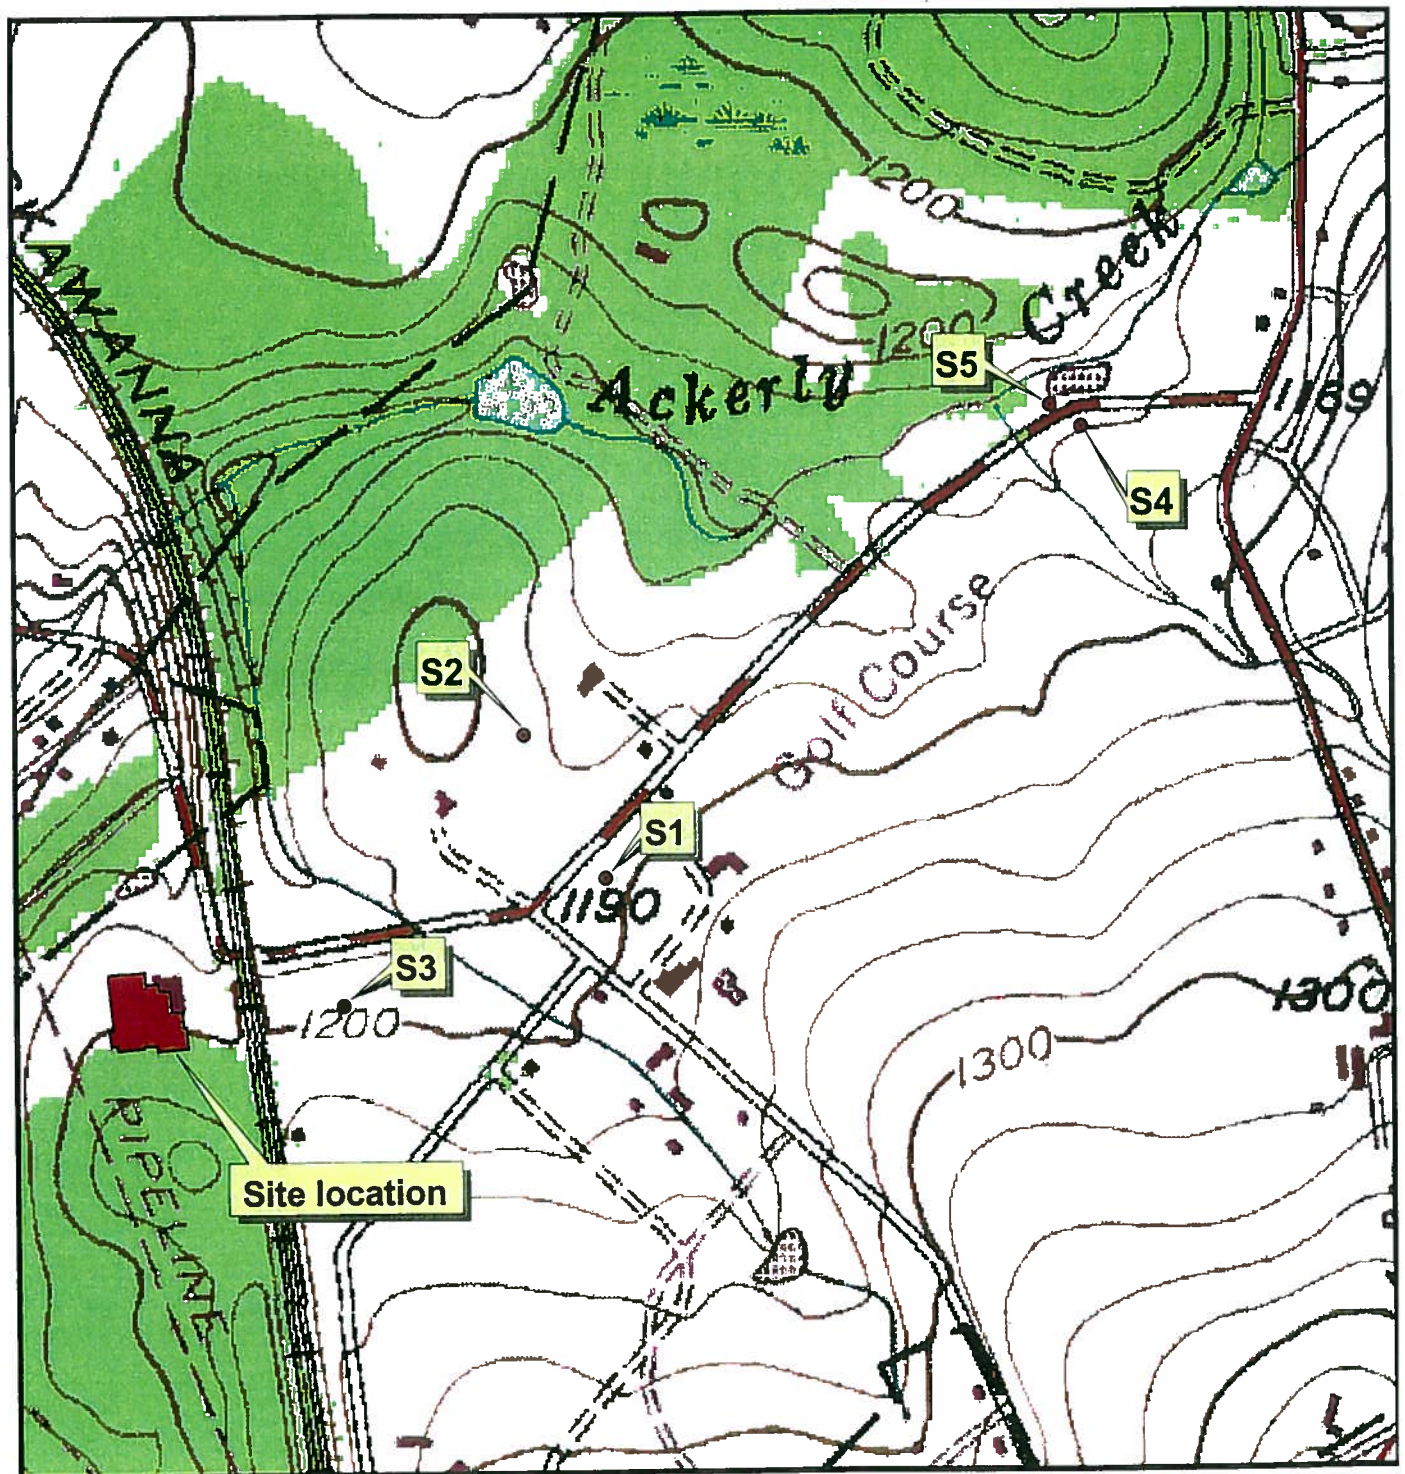 1200
Creek
AWANNA
1200
S5
Ackerly
1189
S4
Golf Course
S2
S1
1190
S3
1200
1300
1300
PIPELINE
Site location